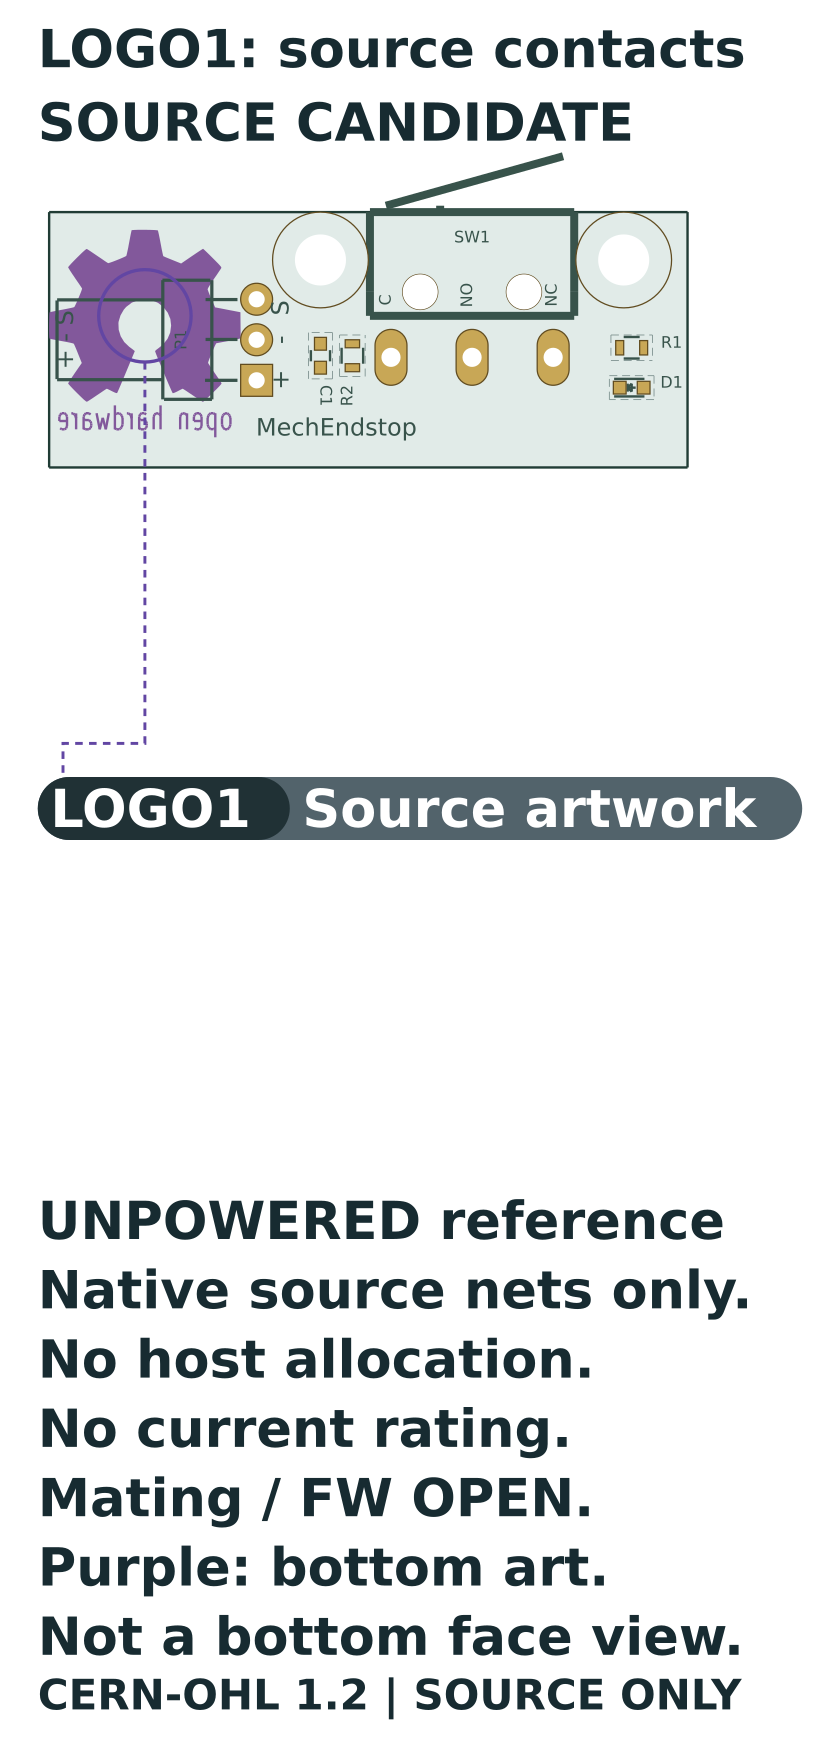 LOGO1: source contacts
SOURCE CANDIDATE
SW1
C
NO
NC
S
-
+
S
-
+
P1
R1
D1
C1
R2
open hardware
MechEndstop
LOGO1 Source artwork
UNPOWERED reference
Native source nets only.
No host allocation.
No current rating.
Mating / FW OPEN.
Purple: bottom art.
Not a bottom face view.
CERN-OHL 1.2 | SOURCE ONLY